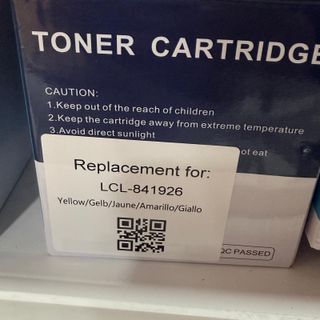 TONER CARTRIDGE
CAUTION:
1.Keep out of the reach of children
2.Keep the cartridge away from extreme temperature
3.Avoid direct sunlight
not eat
Replacement for:
LCL-841926
Yellow/Gelb/Jaune/Amarillo/Giallo
QC PASSED